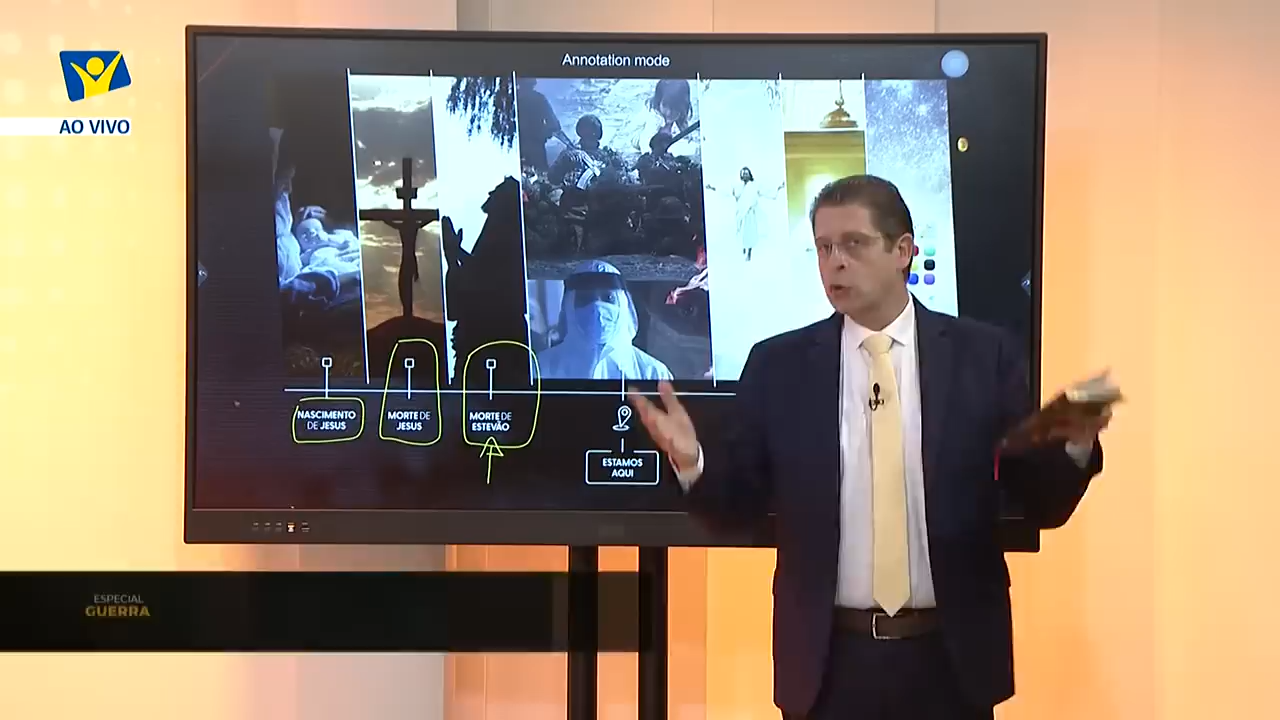 AO VIVO
Annotation mode
NASCIMENTO
DE JESUS
MORTE DE
JESUS
MORTE DE
ESTEVÃO
ESTAMOS
AQUI
ESPECIAL
GUERRA